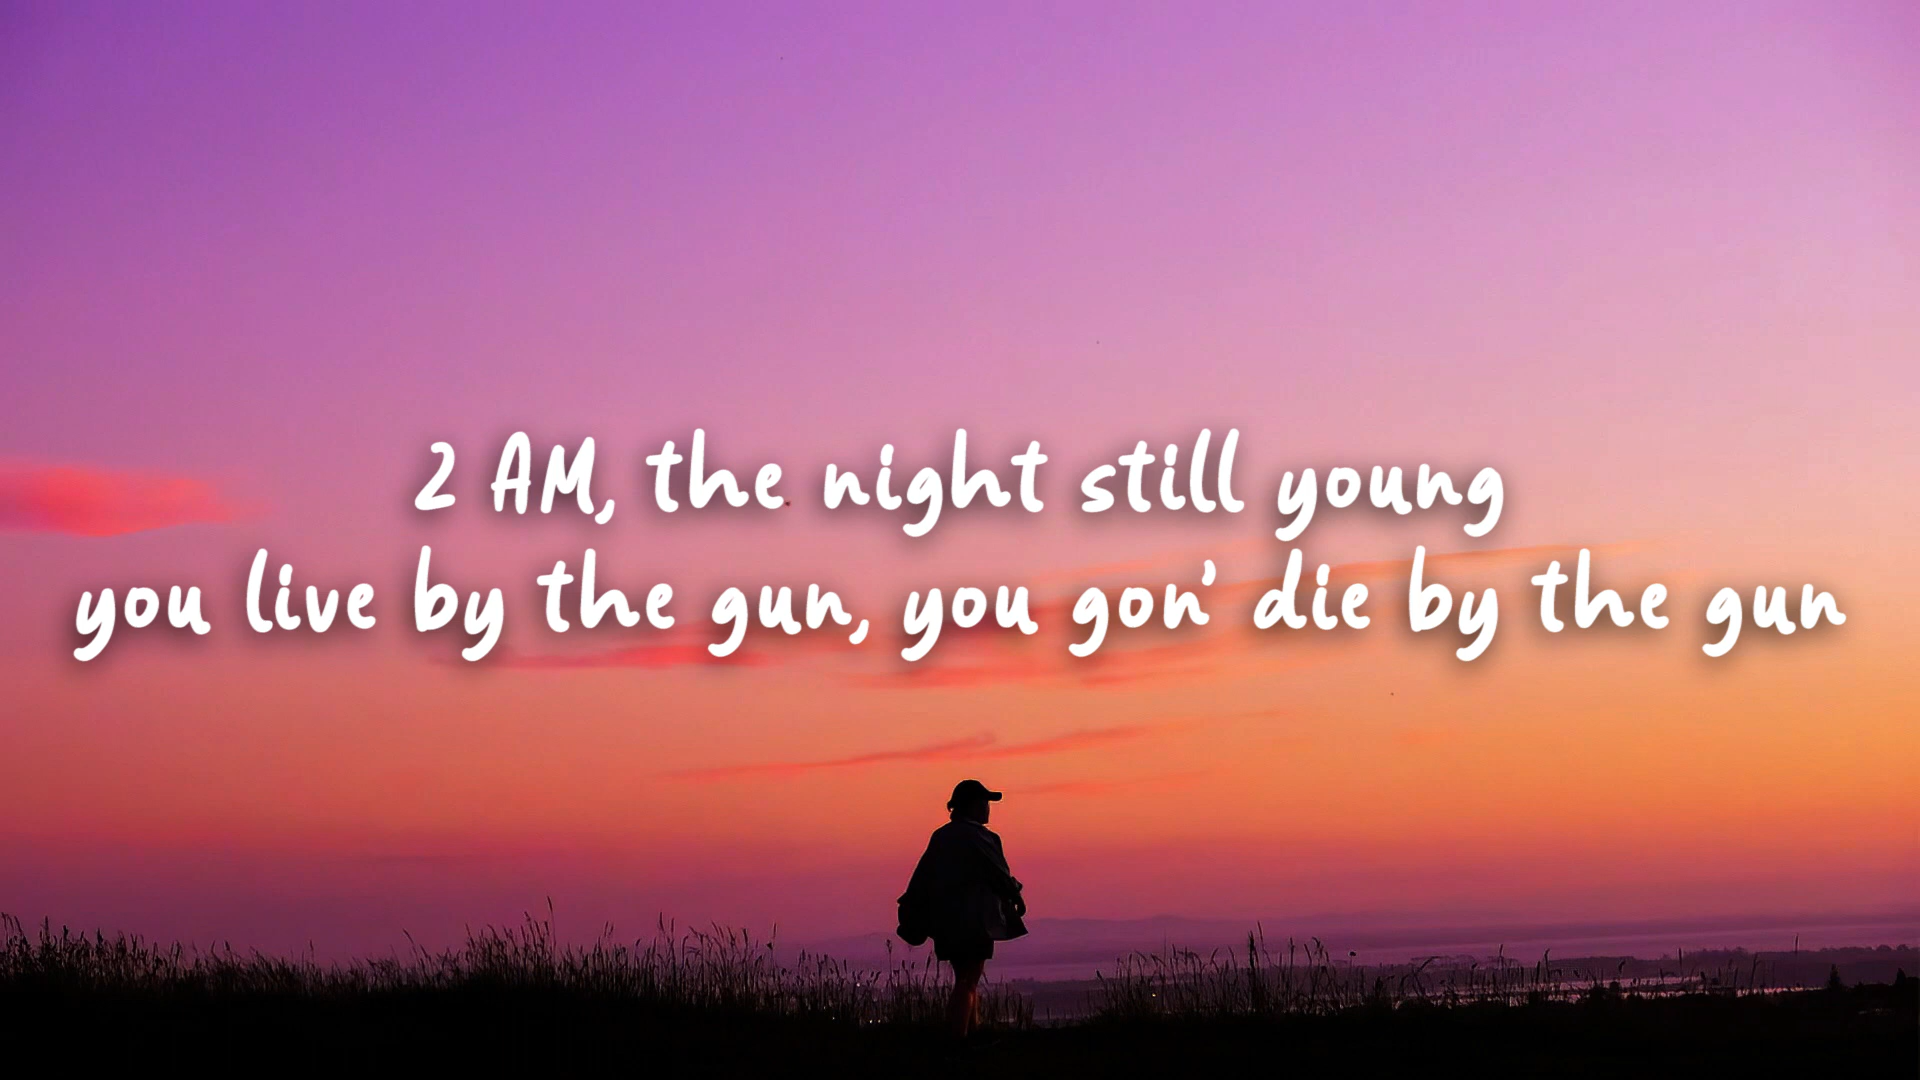 2 AM, the night still young
you live by the gun, you gon' die by the gun